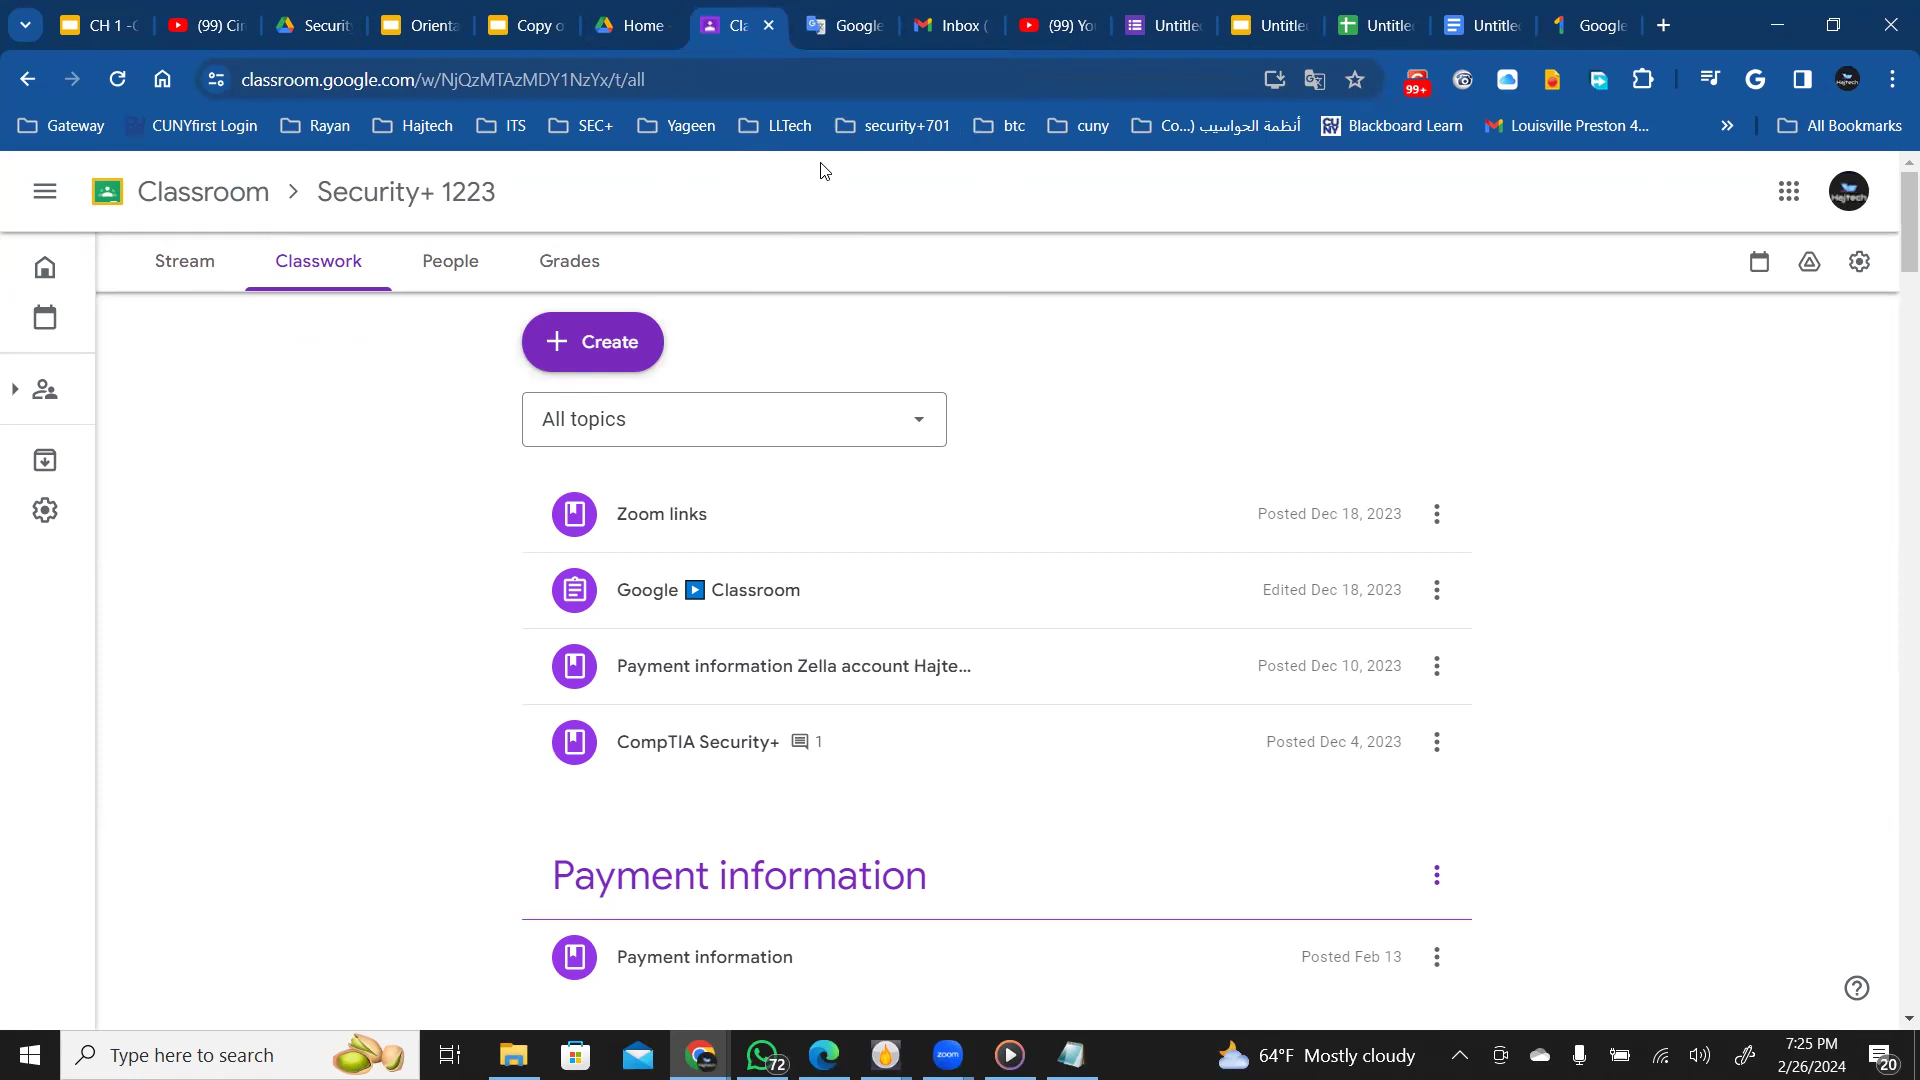 CH 1 -C
(99) Cir
Securit
Orienta
Copy o
Home
Cla
Google
Inbox (
(99) Yo
Untitle
Untitle
Untitle
Untitle
Google
classroom.google.com/w/NjQzMTAzMDY1NzYx/t/all
99+
Gateway
CUNYfirst Login
Rayan
Hajtech
ITS
SEC+
Yageen
LLTech
security+701
btc
cuny
أنظمة الحواسيب (...Co
Blackboard Learn
Louisville Preston 4...
All Bookmarks
Classroom > Security+ 1223
Hajtech
Stream
Classwork
People
Grades
+ Create
All topics
Zoom links
Posted Dec 18, 2023
Google ▶️ Classroom
Edited Dec 18, 2023
Payment information Zella account Hajte...
Posted Dec 10, 2023
CompTIA Security+ 1
Posted Dec 4, 2023
Payment information
Payment information
Posted Feb 13
Type here to search
72
zoom
64°F Mostly cloudy
7:25 PM
2/26/2024
20